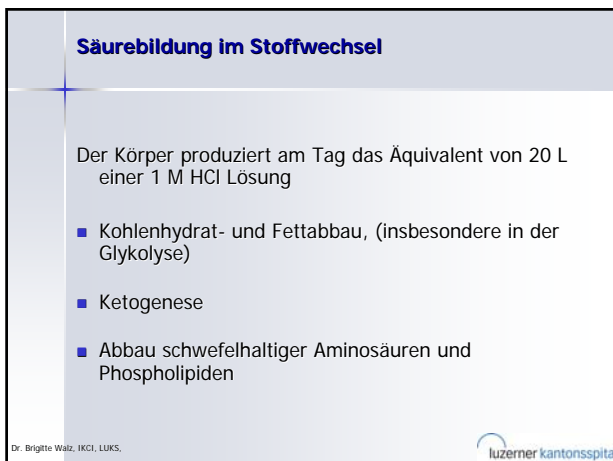 Säurebildung im Stoffwechsel
Der Körper produziert am Tag das Äquivalent von 20 L
einer 1 M HCl Lösung
Kohlenhydrat- und Fettabbau, (insbesondere in der
Glykolyse)
Ketogenese
Abbau schwefelhaltiger Aminosäuren und
Phospholipiden
Dr. Brigitte Walz, IKCI, LUKS,
luzerner kantonsspital